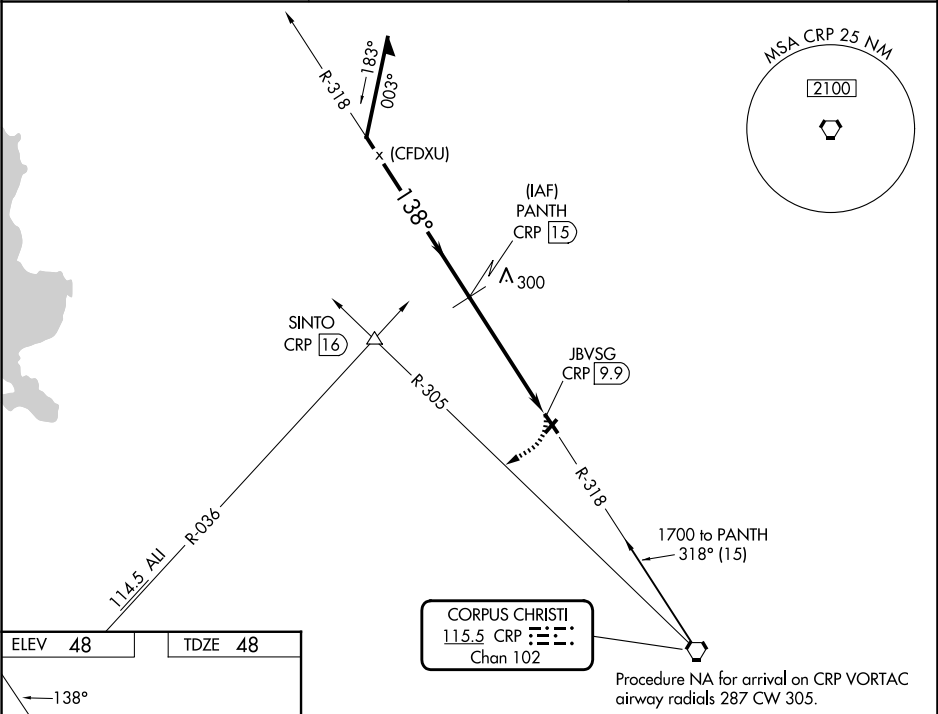 MSA CRP 25 NM
2100
R-318
183°
003°
x (CFDXU)
138°
(IAF)
PANTH
CRP 15
300
SINTO
CRP 16
JBVSG
CRP 9.9
R-305
R-318
R-036
114.5 ALI
1700 to PANTH
318° (15)
CORPUS CHRISTI
115.5 CRP
Chan 102
Procedure NA for arrival on CRP VORTAC
airway radials 287 CW 305.
ELEV 48
TDZE 48
138°